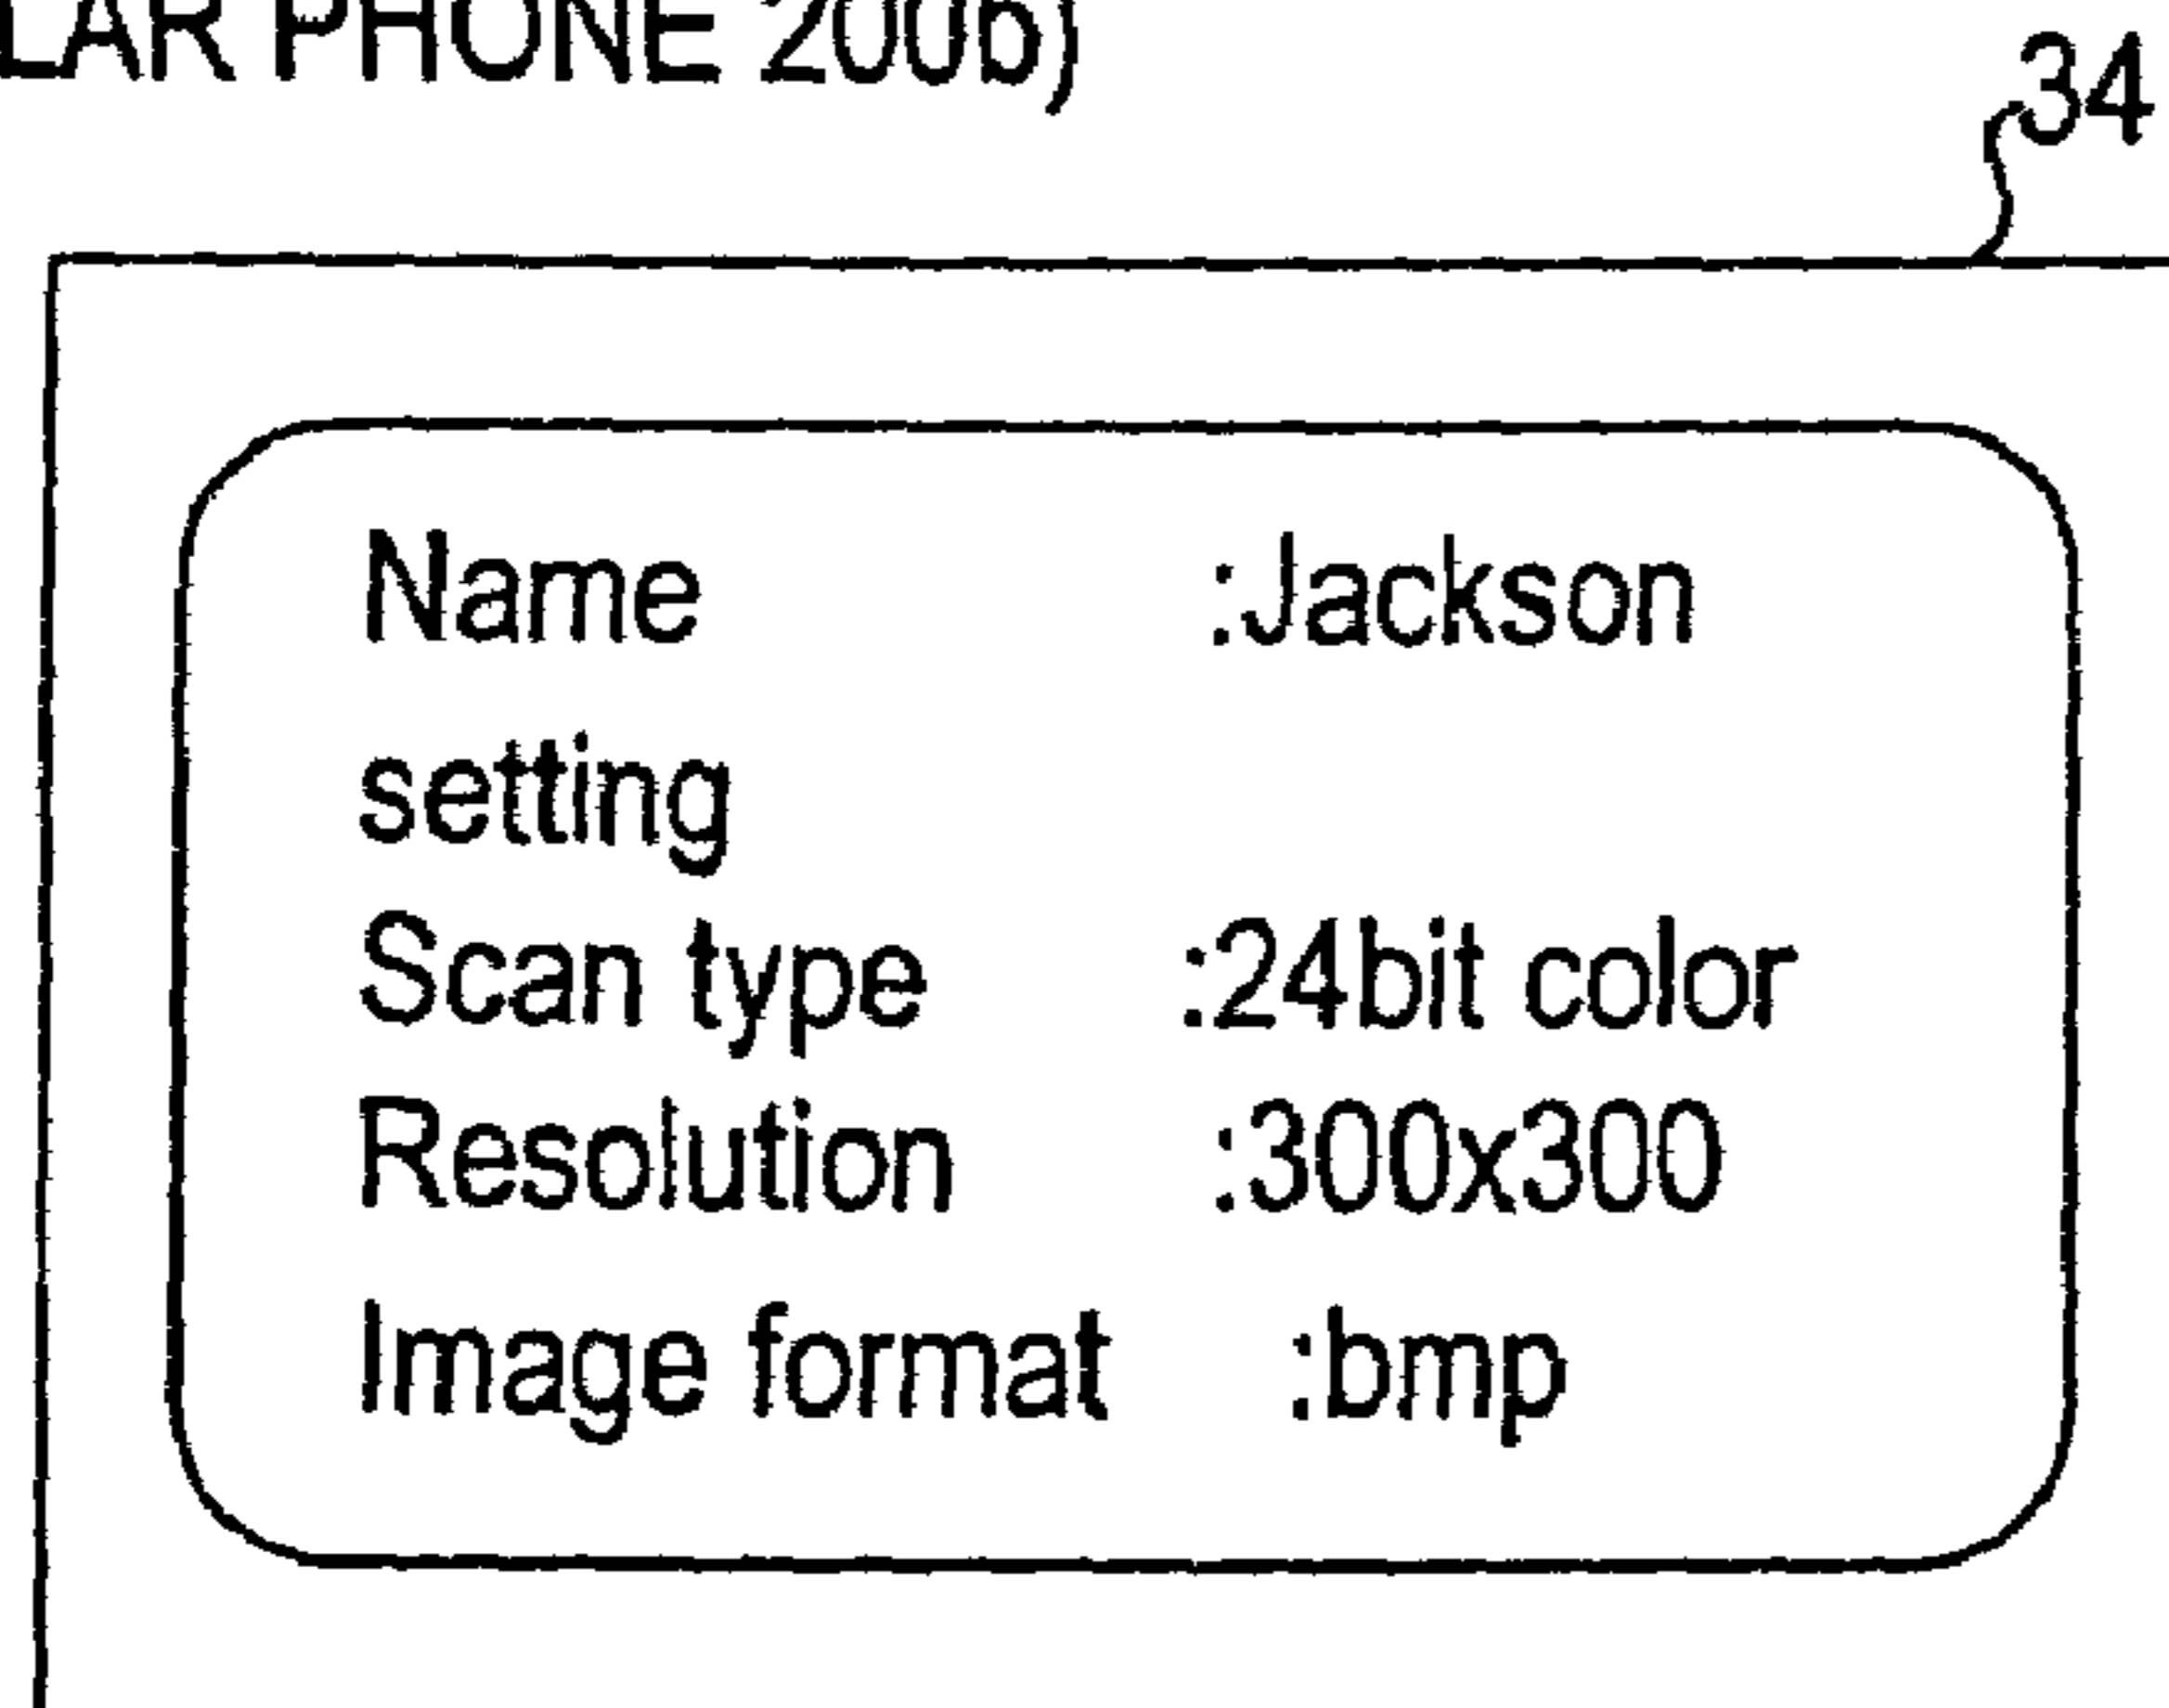 LAR PHONE 200b)
34
Name :Jackson
setting
Scan type :24bit color
Resolution :300x300
Image format :bmp